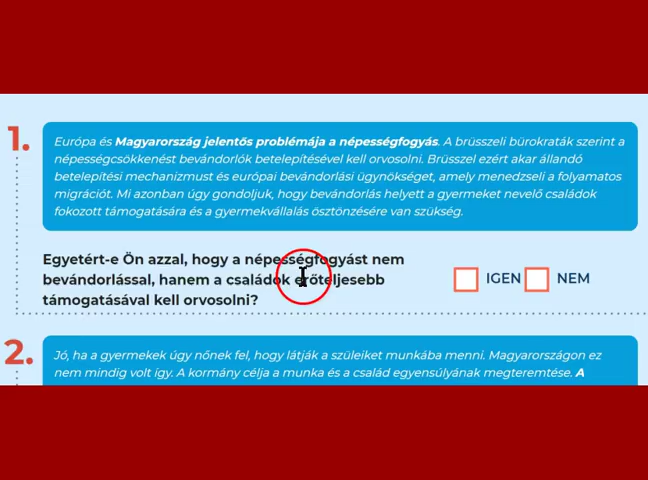 1.
Európa és Magyarország jelentős problémája a népességfogyás. A brüsszeli bürokraták szerint a
népességcsökkenést bevándorlók betelepítésével kell orvosolni. Brüsszel ezért akar állandó
betelepítési mechanizmust és európai bevándorlási ügynökséget, amely menedzseli a folyamatos
migrációt. Mi azonban úgy gondoljuk, hogy bevándorlás helyett a gyermeket nevelő családok
fokozott támogatására és a gyermekvállalás ösztönzésére van szükség.
Egyetért-e Ön azzal, hogy a népességfogyást nem
bevándorlással, hanem a családok erőteljesebb
támogatásával kell orvosolni?
IGEN NEM
2.
Jó, ha a gyermekek úgy nőnek fel, hogy látják a szüleiket munkába menni. Magyarországon ez
nem mindig volt így. A kormány célja a munka és a család egyensúlyának megteremtése. A